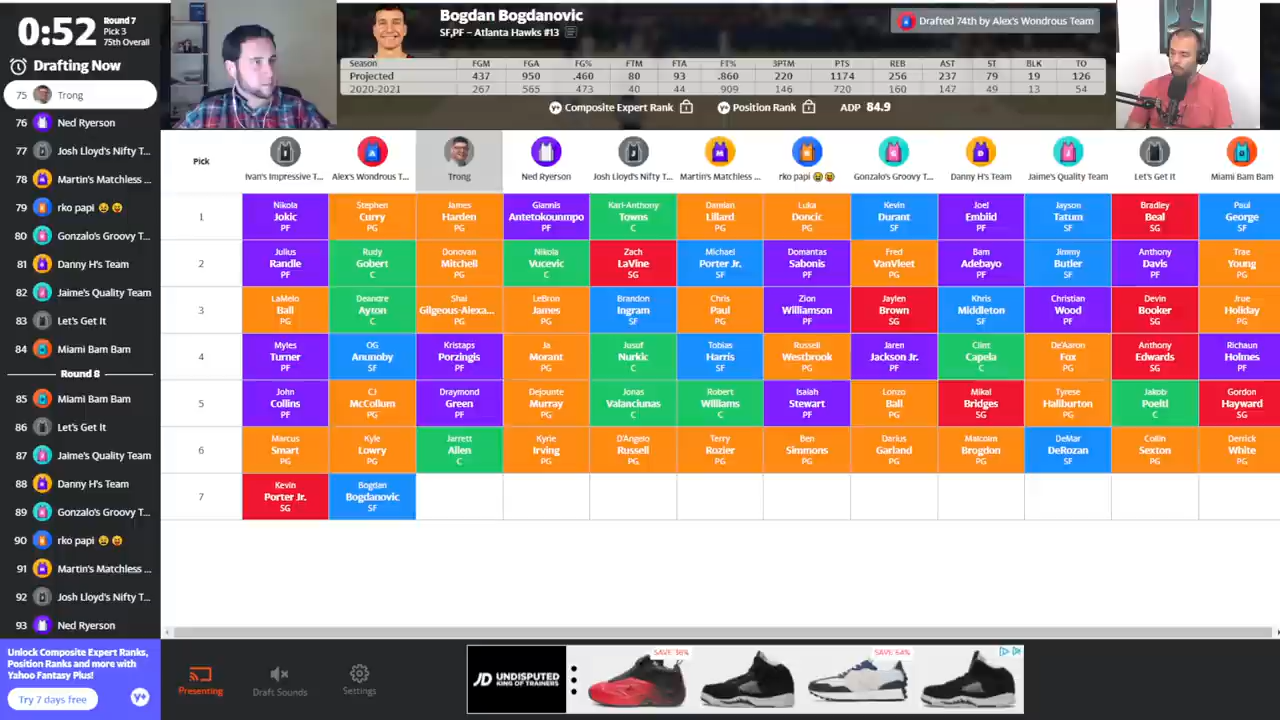 0:52
Round 7
Pick 3
75th Overall
Drafting Now
75 Trong
76 Ned Ryerson
77 Josh Lloyd's Nifty T...
78 Martin's Matchless ...
79 rko papi 😫 😝
80 Gonzalo's Groovy T...
Danny H's Team
82 Jaime's Quality Team
83 Let's Get It
84 Miami Bam Bam
Round 8
85 Miami Bam Bam
86 Let's Get It
87 Jaime's Quality Team
88 Danny H's Team
89 Gonzalo's Groovy T...
90 rko papi 😫 😝
91 Martin's Matchless ...
92 Josh Lloyd's Nifty T...
93 Ned Ryerson
Unlock Composite Expert Ranks,
Position Ranks and more with
Yahoo Fantasy Plus!
Try 7 days free
y+
Bogdan Bogdanovic
SF,PF – Atlanta Hawks #13
Drafted 74th by Alex's Wondrous Team
Season FGM FGA FG% FTM FTA FT% 3PTM PTS REB AST ST BLK TO
Projected 437 950 .460 80 93 .860 220 1174 256 237 79 19 126
2020-2021 267 565 .473 40 44 .909 146 720 160 147 49 13 54
y+ Composite Expert Rank y+ Position Rank ADP 84.9
Pick Ivan's Impressive T... Alex's Wondrous T... Trong Ned Ryerson Josh Lloyd's Nifty T... Martin's Matchless ... rko papi 😫 😝 Gonzalo's Groovy T... Danny H's Team Jaime's Quality Team Let's Get It Miami Bam Bam
Nikola Stephen James Giannis Karl-Anthony Damian Luka Kevin Joel Jayson Bradley Paul
1 Jokic Curry Harden Antetokounmpo Towns Lillard Doncic Durant Embiid Tatum Beal George
PF PG PG PF C PG PG SF PF SF SG SF
Julius Rudy Donovan Nikola Zach Michael Domantas Fred Bam Jimmy Anthony Trae
2 Randle Gobert Mitchell Vucevic LaVine Porter Jr. Sabonis VanVleet Adebayo Butler Davis Young
PF C PG C SG SF PF PG PF SF PF PG
LaMelo Deandre Shai LeBron Brandon Chris Zion Jaylen Khris Christian Devin Jrue
3 Ball Ayton Gilgeous-Alexa... James Ingram Paul Williamson Brown Middleton Wood Booker Holiday
PG C PG PG SF PG PF SG SF PF SG PG
Myles OG Kristaps Ja Jusuf Tobias Russell Jaren Clint De'Aaron Anthony Richaun
4 Turner Anunoby Porzingis Morant Nurkic Harris Westbrook Jackson Jr. Capela Fox Edwards Holmes
PF SF PF PG C SF PG PF C PG SG PF
John CJ Draymond Dejounte Jonas Robert Isaiah Lonzo Mikal Tyrese Jakob Gordon
5 Collins McCollum Green Murray Valanciunas Williams Stewart Ball Bridges Haliburton Poeltl Hayward
PF PG PF PG C C PF PG SG PG C SG
Marcus Kyle Jarrett Kyrie D'Angelo Terry Ben Darius Malcolm DeMar Collin Derrick
6 Smart Lowry Allen Irving Russell Rozier Simmons Garland Brogdon DeRozan Sexton White
PG PG C PG PG PG PG PG PG SF PG PG
Kevin Bogdan
7 Porter Jr. Bogdanovic
SG SF
Presenting
Draft Sounds
Settings
JD UNDISPUTED
KING OF TRAINERS
SAVE 36%
SAVE 64%